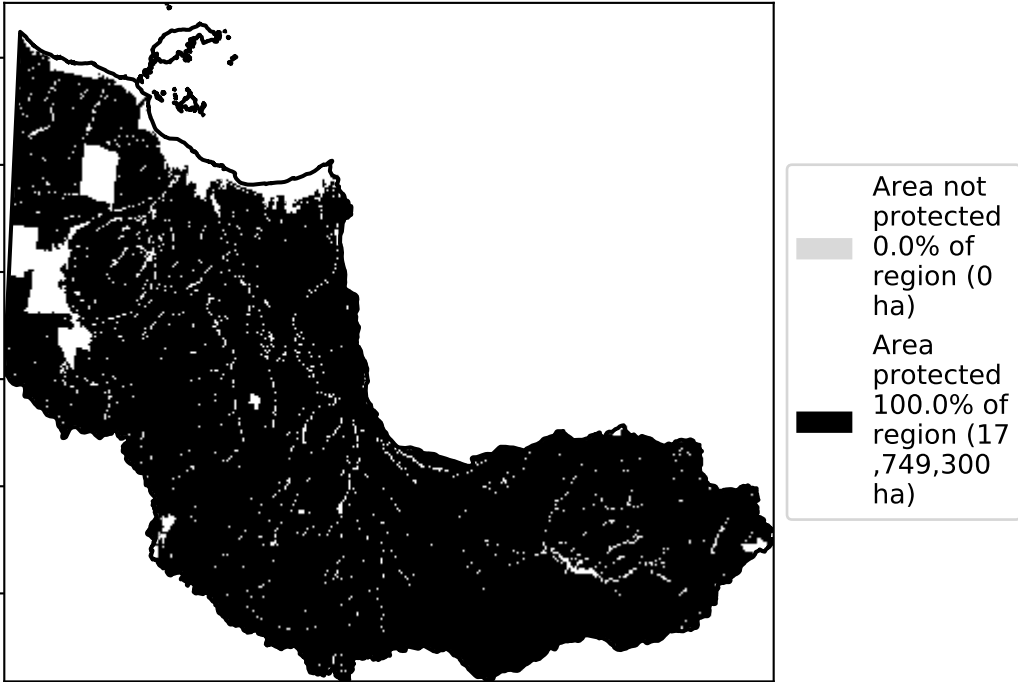 Area not
protected
0.0% of
region (0
ha)
Area
protected
100.0% of
region (17
,749,300
ha)